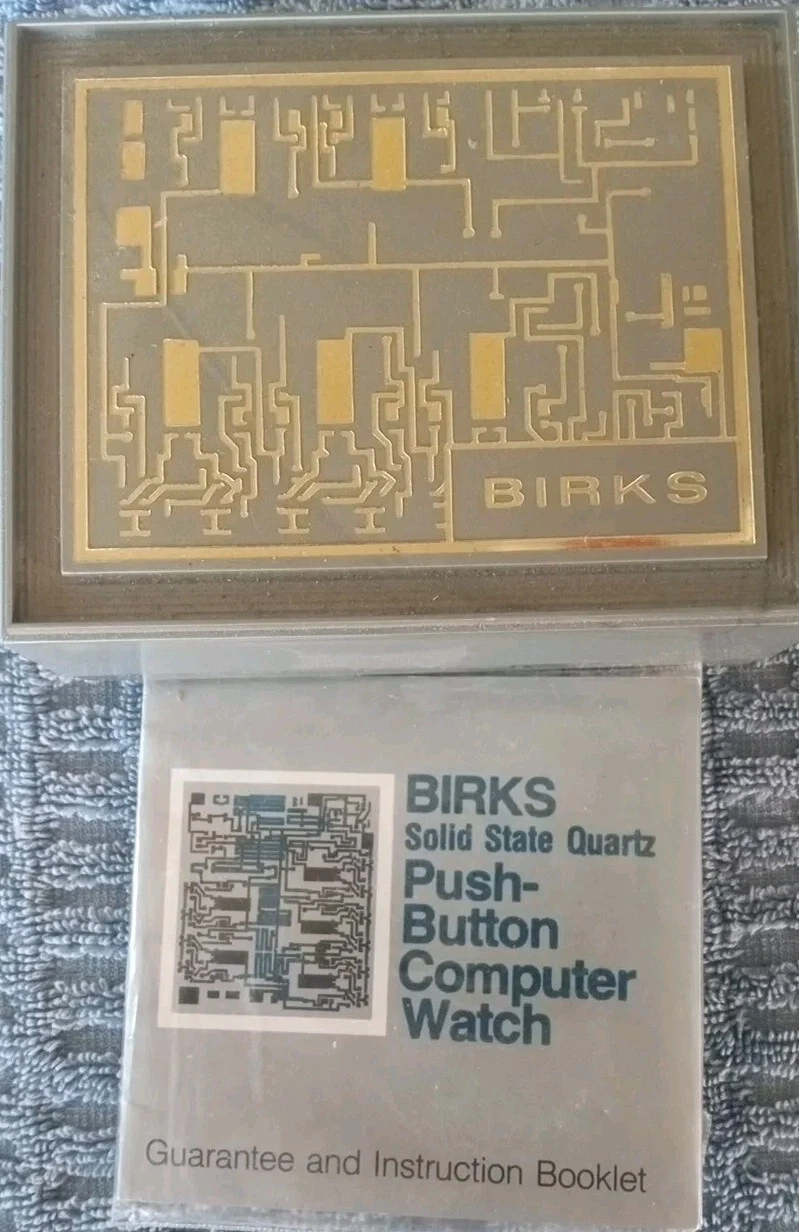 BIRKS
BIRKS
Solid State Quartz
Push-
Button
Computer
Watch
Guarantee and Instruction Booklet